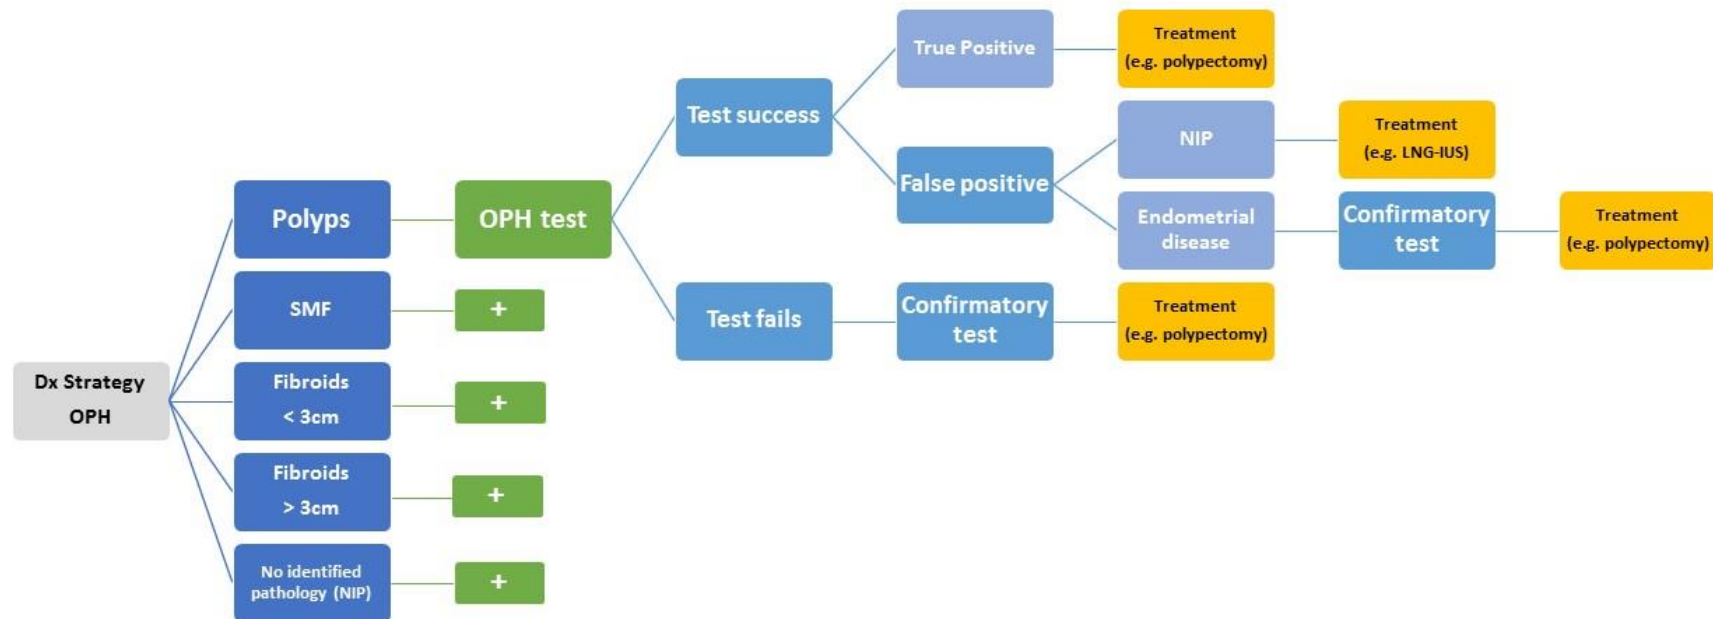 Dx Strategy
OPH
Polyps
SMF
Fibroids
< 3cm
Fibroids
> 3cm
No identified
pathology (NIP)
OPH test
+
+
+
+
Test success
Test fails
True Positive
False positive
Confirmatory
test
Treatment
(e.g. polypectomy)
NIP
Endometrial
disease
Treatment
(e.g. polypectomy)
Treatment
(e.g. LNG-IUS)
Confirmatory
test
Treatment
(e.g. polypectomy)